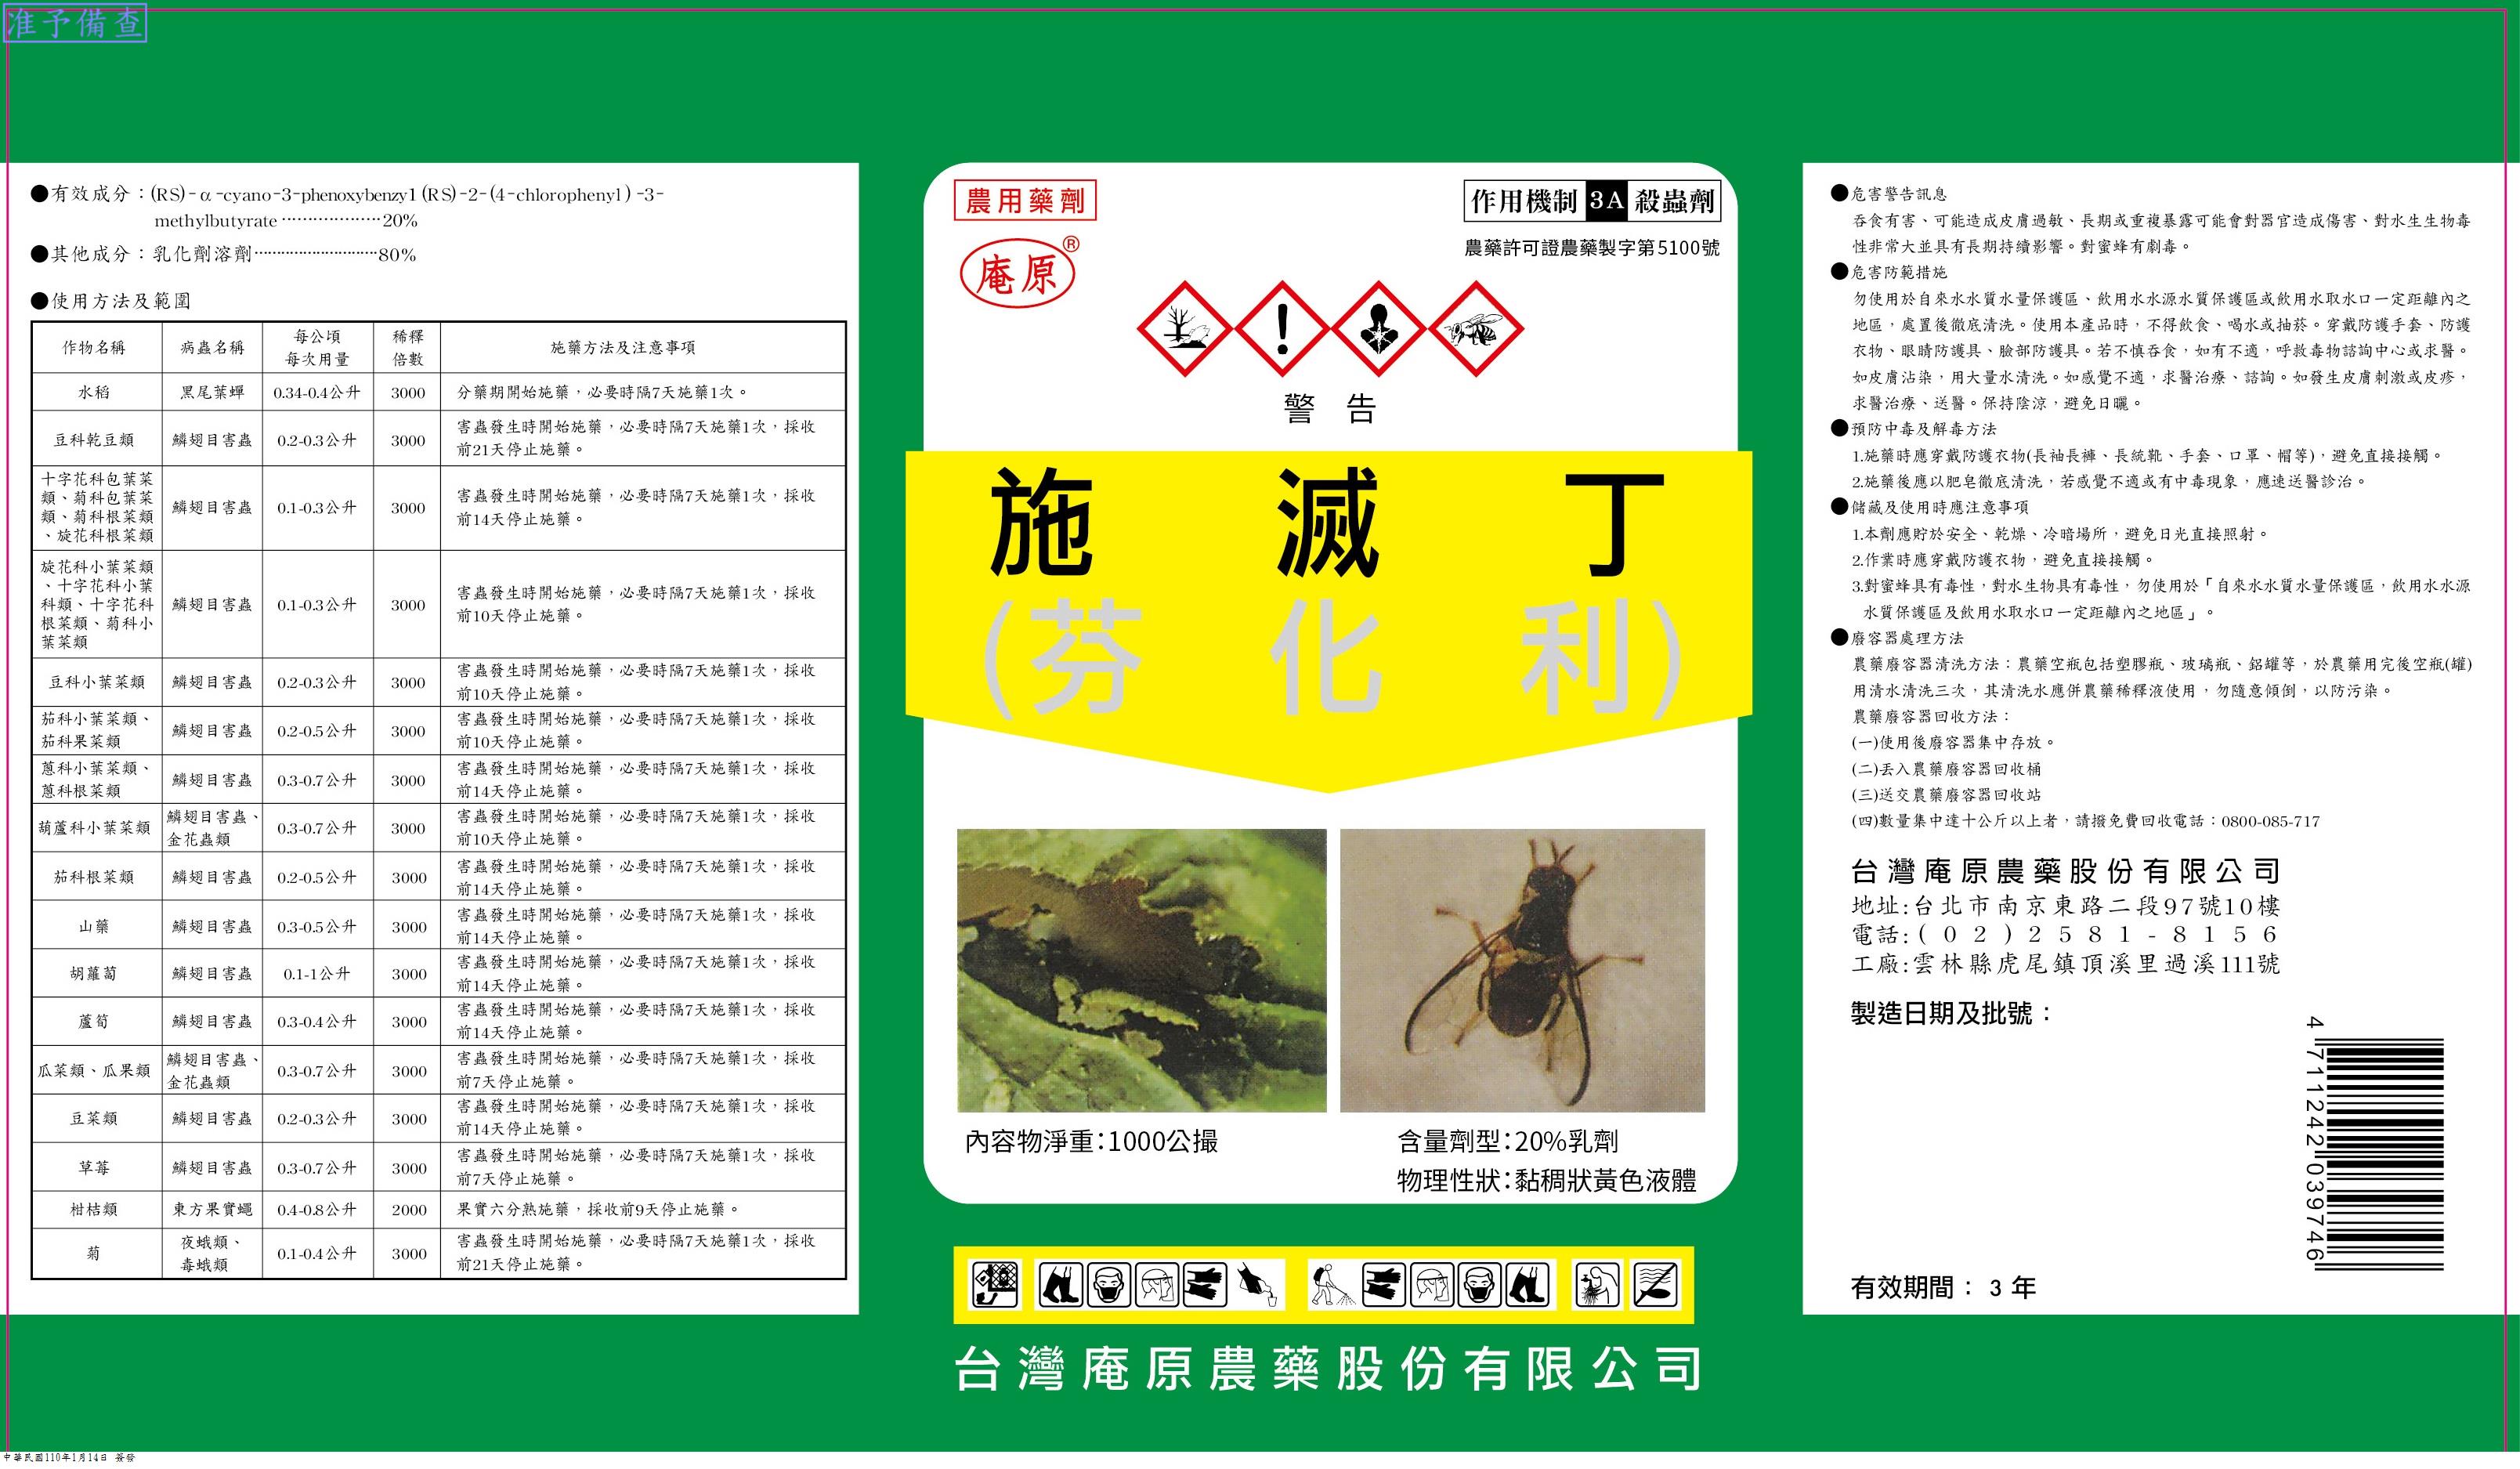 准予備查
●有效成分：(RS)-α-cyano-3-phenoxybenzy1 (RS)-2-(4-chlorophenyl) -3-
methylbutyrate ··················20%
●其他成分：乳化劑溶劑···························80%
●使用方法及範圍
作物名稱 病蟲名稱 每公頃每次用量 稀釋倍數 施藥方法及注意事項
水稻 黑尾葉蟬 0.34-0.4公升 3000 分蘗期開始施藥，必要時隔7天施藥1次。
豆科乾豆類 鱗翅目害蟲 0.2-0.3公升 3000 害蟲發生時開始施藥，必要時隔7天施藥1次，採收
前21天停止施藥。
十字花科包葉菜
類、菊科包葉菜
類、菊科根菜類
、旋花科根菜類 鱗翅目害蟲 0.1-0.3公升 3000 害蟲發生時開始施藥，必要時隔7天施藥1次，採收
前14天停止施藥。
旋花科小葉菜類
、十字花科小葉
科類、十字花科
根菜類、菊科小
葉菜類 鱗翅目害蟲 0.1-0.3公升 3000 害蟲發生時開始施藥，必要時隔7天施藥1次，採收
前10天停止施藥。
豆科小葉菜類 鱗翅目害蟲 0.2-0.3公升 3000 害蟲發生時開始施藥，必要時隔7天施藥1次，採收
前10天停止施藥。
茄科小葉菜類、
茄科果菜類 鱗翅目害蟲 0.2-0.5公升 3000 害蟲發生時開始施藥，必要時隔7天施藥1次，採收
前10天停止施藥。
蔥科小葉菜類、
蔥科根菜類 鱗翅目害蟲 0.3-0.7公升 3000 害蟲發生時開始施藥，必要時隔7天施藥1次，採收
前14天停止施藥。
葫蘆科小葉菜類 鱗翅目害蟲、
金花蟲類 0.3-0.7公升 3000 害蟲發生時開始施藥，必要時隔7天施藥1次，採收
前10天停止施藥。
茄科根菜類 鱗翅目害蟲 0.2-0.5公升 3000 害蟲發生時開始施藥，必要時隔7天施藥1次，採收
前14天停止施藥。
山藥 鱗翅目害蟲 0.3-0.5公升 3000 害蟲發生時開始施藥，必要時隔7天施藥1次，採收
前14天停止施藥。
胡蘿蔔 鱗翅目害蟲 0.1-1公升 3000 害蟲發生時開始施藥，必要時隔7天施藥1次，採收
前14天停止施藥。
蘆筍 鱗翅目害蟲 0.3-0.4公升 3000 害蟲發生時開始施藥，必要時隔7天施藥1次，採收
前14天停止施藥。
瓜菜類、瓜果類 鱗翅目害蟲、
金花蟲類 0.3-0.7公升 3000 害蟲發生時開始施藥，必要時隔7天施藥1次，採收
前7天停止施藥。
豆菜類 鱗翅目害蟲 0.2-0.3公升 3000 害蟲發生時開始施藥，必要時隔7天施藥1次，採收
前14天停止施藥。
草莓 鱗翅目害蟲 0.3-0.7公升 3000 害蟲發生時開始施藥，必要時隔7天施藥1次，採收
前7天停止施藥。
柑桔類 東方果實蠅 0.4-0.8公升 2000 果實六分熟施藥，採收前9天停止施藥。
菊 夜蛾類、
毒蛾類 0.1-0.4公升 3000 害蟲發生時開始施藥，必要時隔7天施藥1次，採收
前21天停止施藥。
農用藥劑
庵原®
作用機制 3A 殺蟲劑
農藥許可證農藥製字第5100號
警 告
施 滅 丁
(芬 化 利)
內容物淨重：1000公撮
含量劑型：20%乳劑
物理性狀：黏稠狀黃色液體
台灣庵原農藥股份有限公司
●危害警告訊息
吞食有害、可能造成皮膚過敏、長期或重複暴露可能會對器官造成傷害、對水生生物毒
性非常大並具有長期持續影響。對蜜蜂有劇毒。
●危害防範措施
勿使用於自來水水質水量保護區、飲用水水源水質保護區或飲用水取水口一定距離內之
地區，處置後徹底清洗。使用本產品時，不得飲食、喝水或抽菸。穿戴防護手套、防護
衣物、眼睛防護具、臉部防護具。若不慎吞食，如有不適，呼救毒物諮詢中心或求醫。
如皮膚沾染，用大量水清洗。如感覺不適，求醫治療、諮詢。如發生皮膚刺激或皮疹，
求醫治療、送醫。保持陰涼，避免日曬。
●預防中毒及解毒方法
1.施藥時應穿戴防護衣物(長袖長褲、長統靴、手套、口罩、帽等)，避免直接接觸。
2.施藥後應以肥皂徹底清洗，若感覺不適或有中毒現象，應速送醫診治。
●儲藏及使用時應注意事項
1.本劑應貯於安全、乾燥、冷暗場所，避免日光直接照射。
2.作業時應穿戴防護衣物，避免直接接觸。
3.對蜜蜂具有毒性，對水生物具有毒性，勿使用於「自來水水質水量保護區，飲用水水源
水質保護區及飲用水取水口一定距離內之地區」。
●廢容器處理方法
農藥廢容器清洗方法：農藥空瓶包括塑膠瓶、玻璃瓶、鋁罐等，於農藥用完後空瓶(罐)
用清水清洗三次，其清洗水應併農藥稀釋液使用，勿隨意傾倒，以防污染。
農藥廢容器回收方法：
(一)使用後廢容器集中存放。
(二)丟入農藥廢容器回收桶
(三)送交農藥廢容器回收站
(四)數量集中達十公斤以上者，請撥免費回收電話：0800-085-717
台灣庵原農藥股份有限公司
地址:台北市南京東路二段97號10樓
電話:(02)2581-8156
工廠:雲林縣虎尾鎮頂溪里過溪111號
製造日期及批號：
4 711242 039746
有效期間：3 年
中華民國110年1月14日 簽發